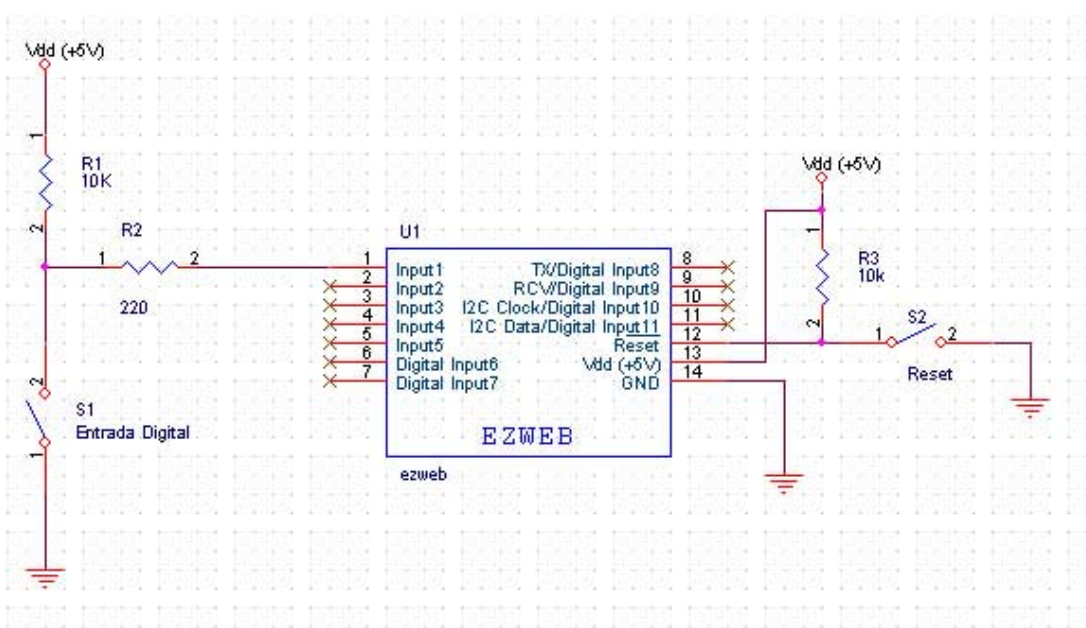 Vdd (+5V)
1
R1
10K
2
R2
1
2
220
2
S1
Entrada Digital
1
U1
1
2
3
4
5
6
7
Input1
Input2
Input3
Input4
Input5
Digital Input6
Digital Input7
TX/Digital Input8
RCV/Digital Input9
I2C Clock/Digital Input10
I2C Data/Digital Input11
Reset
Vdd (+5V)
GND
8
9
10
11
12
13
14
EZWEB
ezweb
Vdd (+5V)
1
R3
10k
2
S2
1
2
Reset